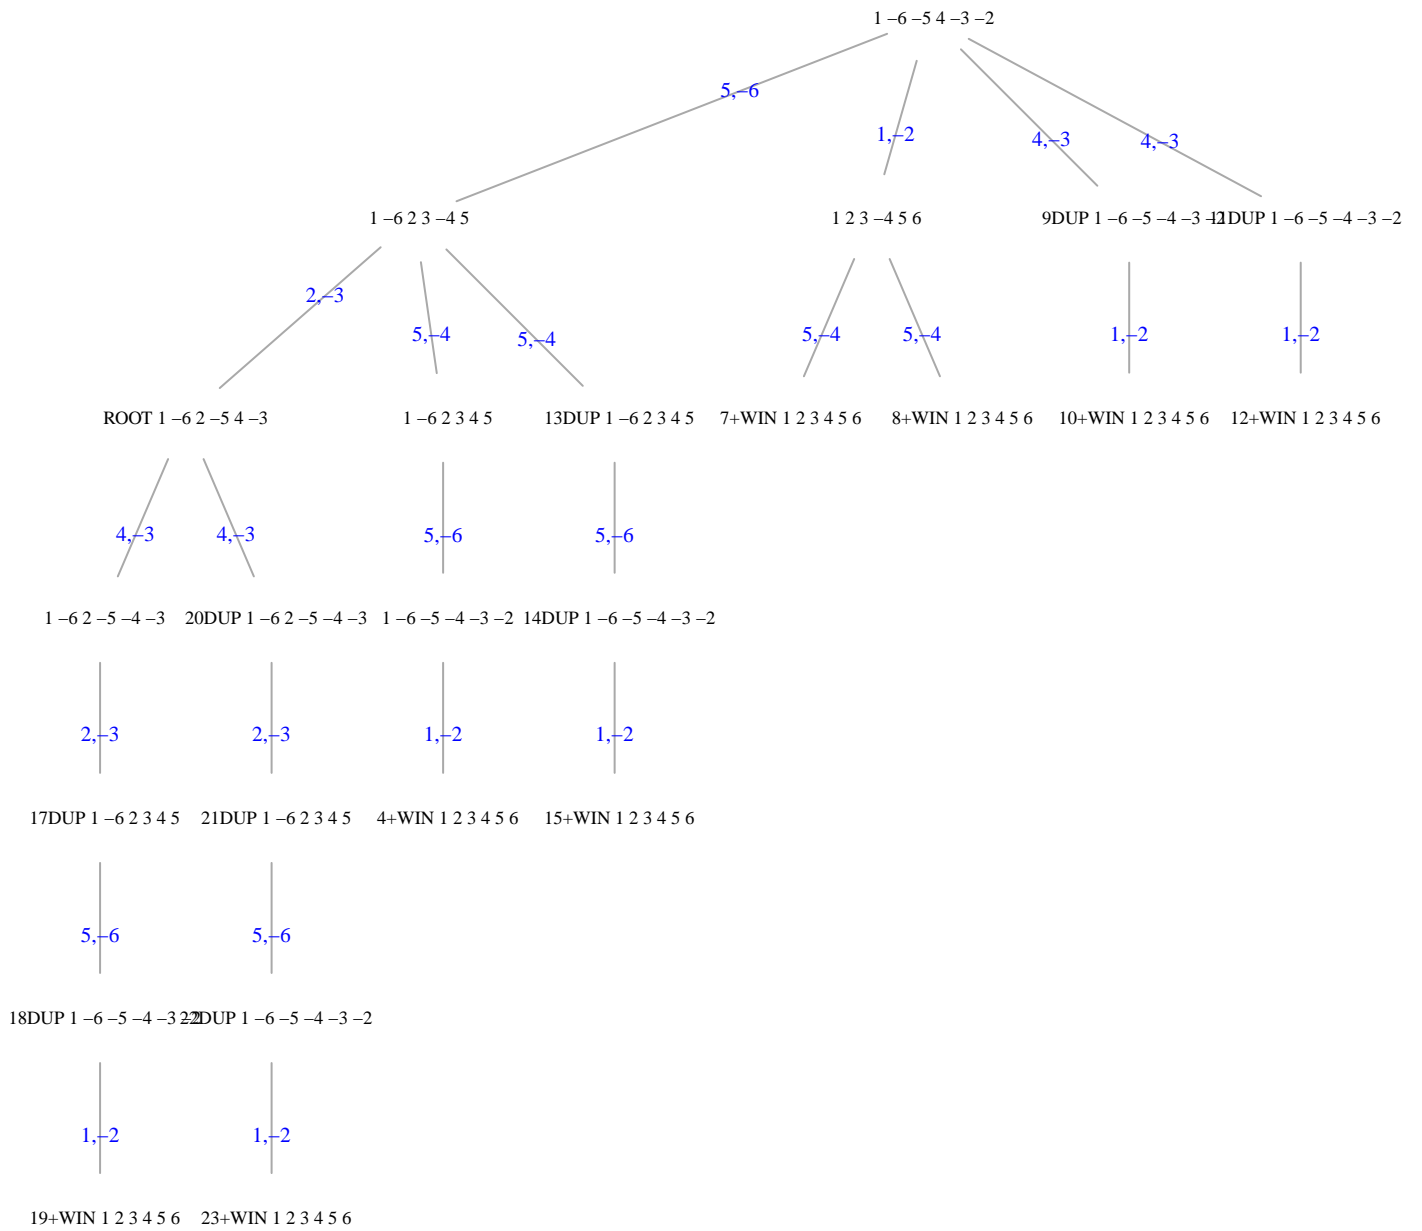 1 –6 –5 4 –3 –2
5,–6
1,–2
4,–3
4,–3
1 –6 2 3 –4 5
1 2 3 –4 5 6
9DUP 1 –6 –5 –4 –3 –2
11DUP 1 –6 –5 –4 –3 –2
2,–3
5,–4
5,–4
5,–4
5,–4
1,–2
1,–2
ROOT 1 –6 2 –5 4 –3
1 –6 2 3 4 5
13DUP 1 –6 2 3 4 5
7+WIN 1 2 3 4 5 6
8+WIN 1 2 3 4 5 6
10+WIN 1 2 3 4 5 6
12+WIN 1 2 3 4 5 6
4,–3
4,–3
5,–6
5,–6
1 –6 2 –5 –4 –3
20DUP 1 –6 2 –5 –4 –3
1 –6 –5 –4 –3 –2
14DUP 1 –6 –5 –4 –3 –2
2,–3
2,–3
1,–2
1,–2
17DUP 1 –6 2 3 4 5
21DUP 1 –6 2 3 4 5
4+WIN 1 2 3 4 5 6
15+WIN 1 2 3 4 5 6
5,–6
5,–6
18DUP 1 –6 –5 –4 –3 –2
22DUP 1 –6 –5 –4 –3 –2
1,–2
1,–2
19+WIN 1 2 3 4 5 6
23+WIN 1 2 3 4 5 6